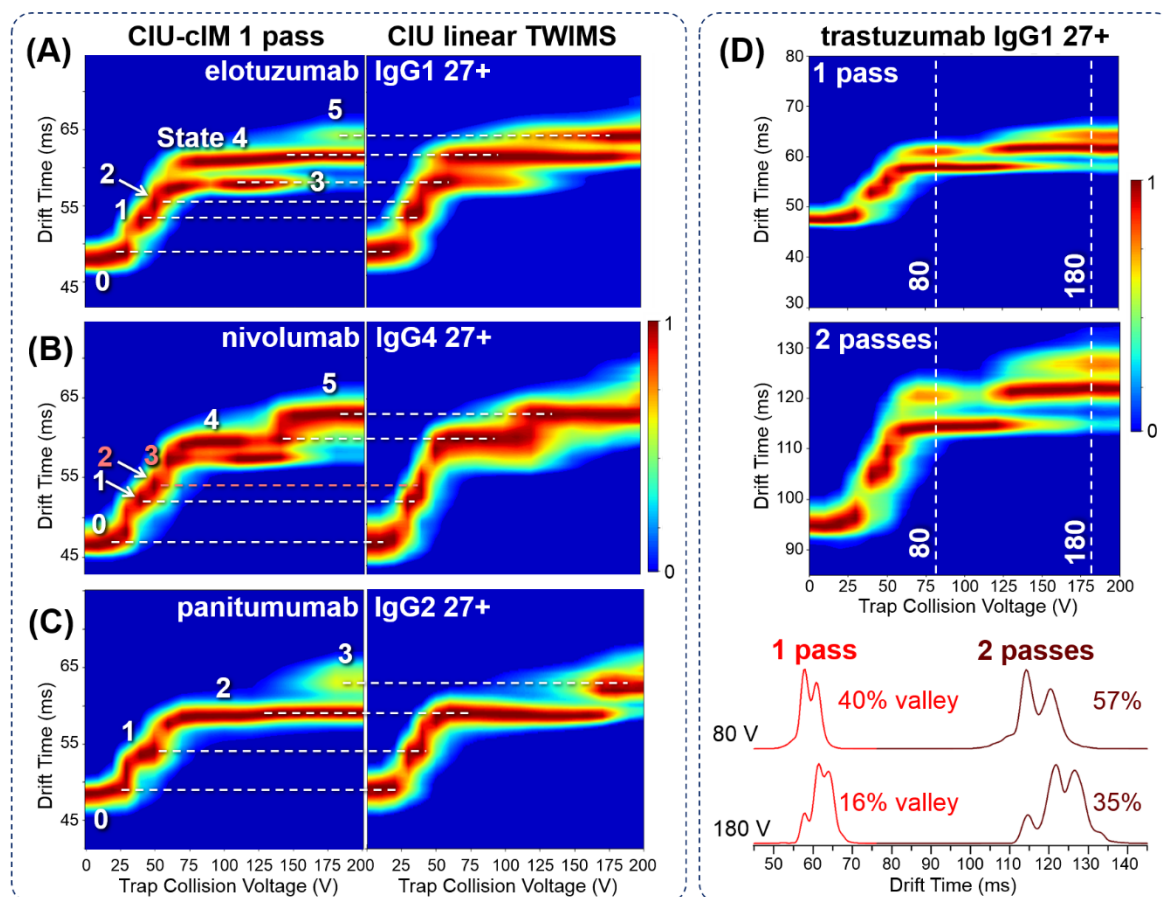 CIU-cIM 1 pass
CIU linear TWIMS
(A)
elotuzumab
IgG1 27+
State 4
5
3
2
1
0
65
55
45
Drift Time (ms)
(B)
nivolumab
IgG4 27+
5
4
2
3
1
0
65
55
45
Drift Time (ms)
1
0
(C)
panitumumab
IgG2 27+
3
2
1
0
65
55
45
Drift Time (ms)
0 25 50 75 100 125 150 175 200
Trap Collision Voltage (V)
0 25 50 75 100 125 150 175 200
Trap Collision Voltage (V)
(D)
trastuzumab IgG1 27+
1 pass
80
70
60
50
40
30
Drift Time (ms)
80
180
1
0
2 passes
130
120
110
100
90
Drift Time (ms)
80
180
0 25 50 75 100 125 150 175 200
Trap Collision Voltage (V)
1 pass
2 passes
80 V
40% valley
57%
180 V
16% valley
35%
50 60 70 80 90 100 110 120 130 140
Drift Time (ms)